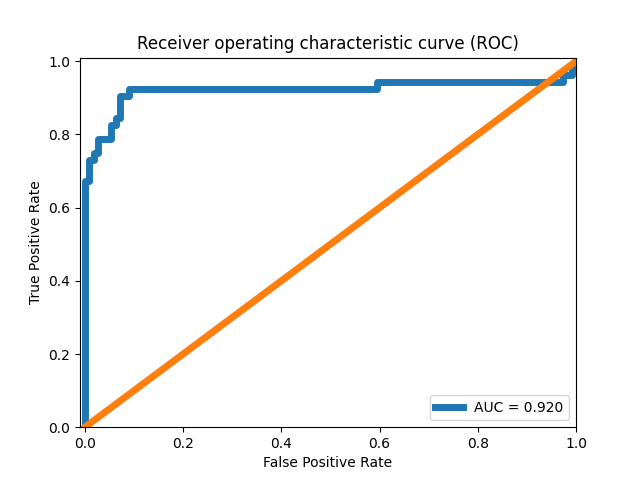 Receiver operating characteristic curve (ROC)
True Positive Rate
1.0
0.8
0.6
0.4
0.2
0.0
0.0 0.2 0.4 0.6 0.8 1.0
False Positive Rate
AUC = 0.920